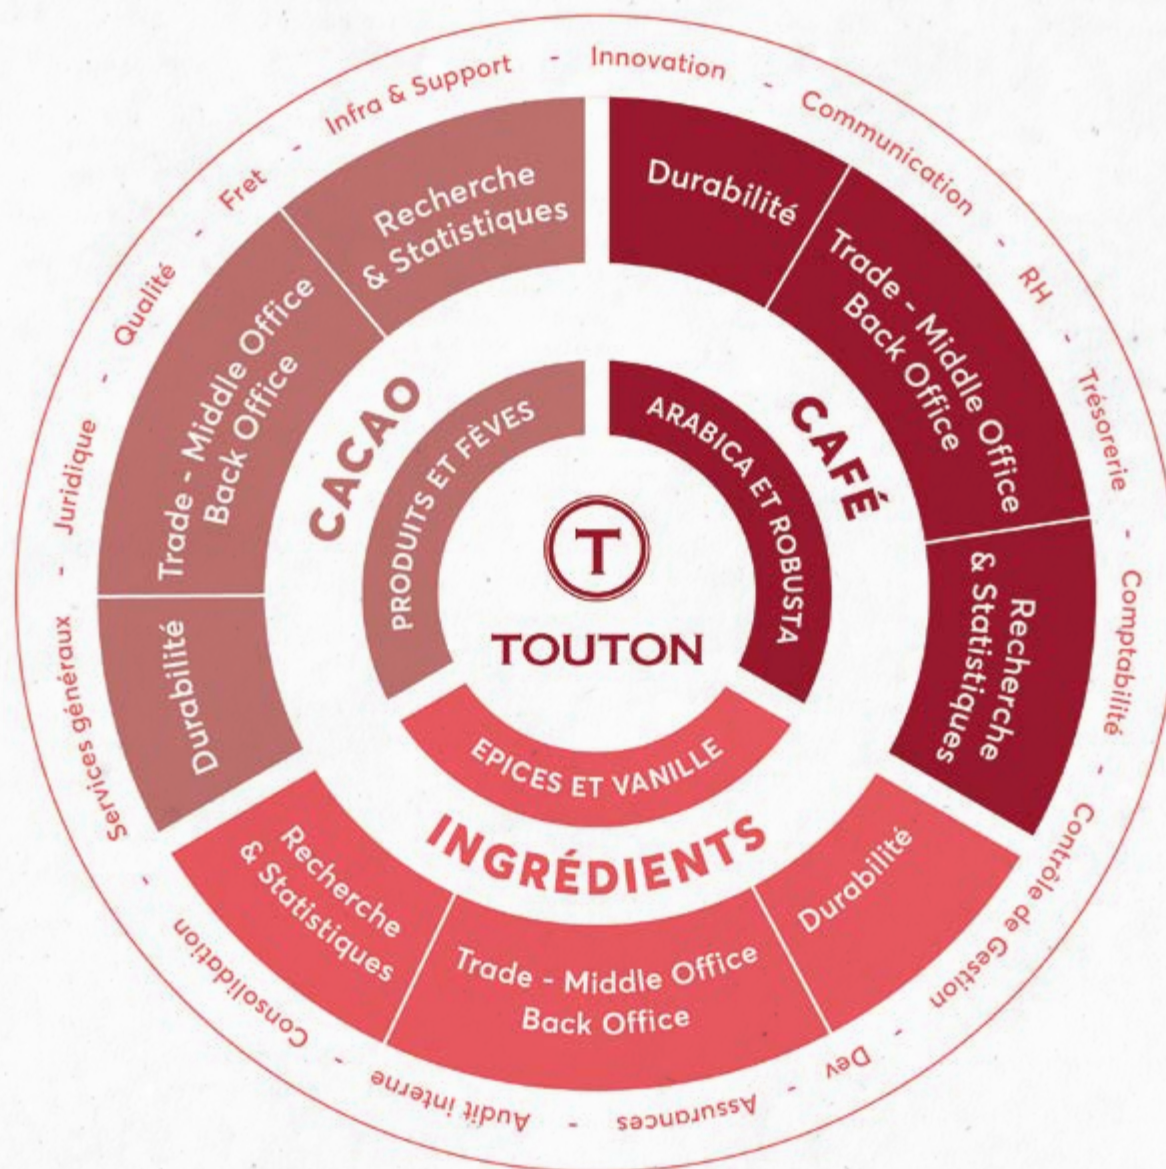 Innovation - Communication - RH - Trésorerie - Comptabilité - Contrôle de Gestion - Dev - Assurances - Audit interne - Consolidation - Services généraux - Juridique - Qualité - Fret - Infra & Support -
Durabilité
Trade - Middle Office
Back Office
Recherche
& Statistiques
CAFÉ
ARABICA ET ROBUSTA
Durabilité
Trade - Middle Office
Back Office
Recherche
& Statistiques
INGRÉDIENTS
EPICES ET VANILLE
Durabilité
Trade - Middle Office
Back Office
Recherche
& Statistiques
CACAO
PRODUITS ET FÈVES
T
TOUTON